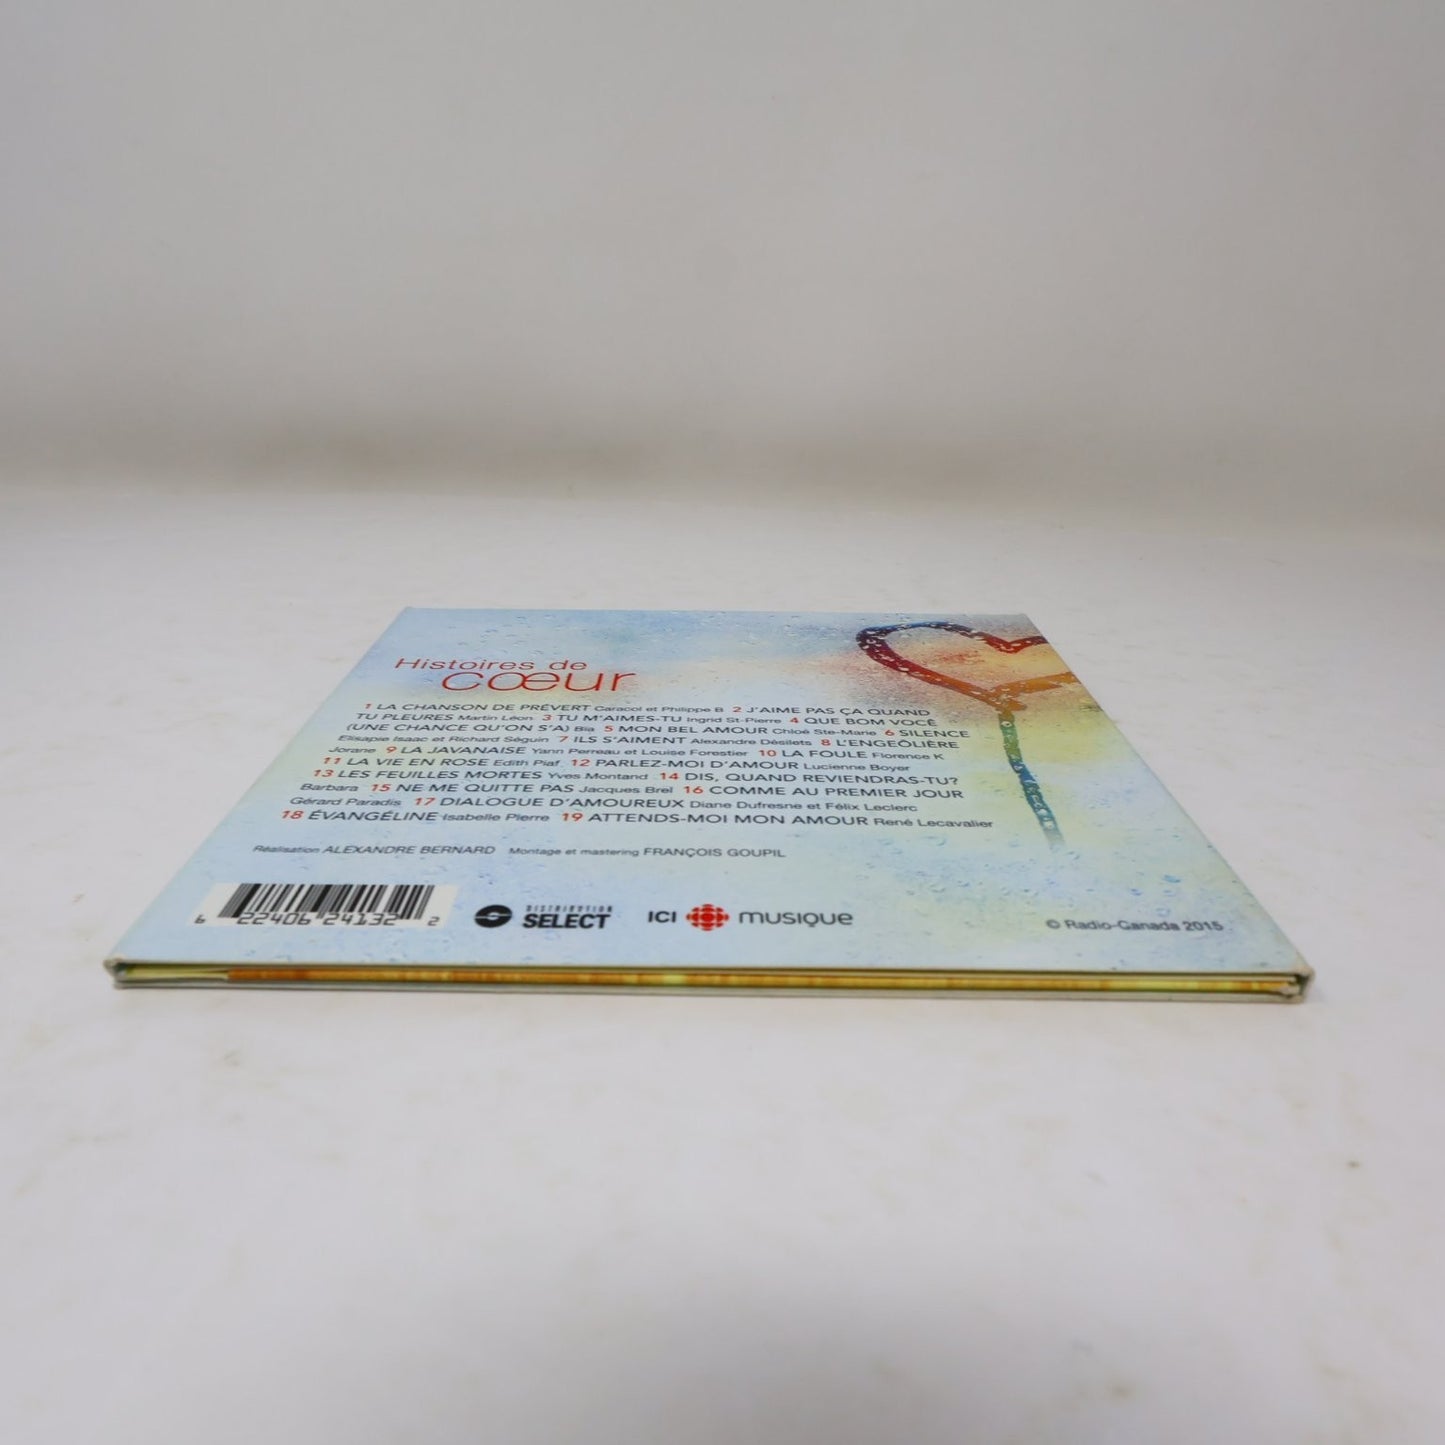 Histoires de
cœur
1 LA CHANSON DE PRÉVERT Caracol et Philippe B 2 J'AIME PAS ÇA QUAND
TU PLEURES Martin Léon 3 TU M'AIMES-TU Ingrid St-Pierre 4 QUE BOM VOCÊ
(UNE CHANCE QU'ON S'A) Bïa 5 MON BEL AMOUR Chloé Ste-Marie 6 SILENCE
Elisapie Isaac et Richard Séguin 7 ILS S'AIMENT Alexandre Désilets 8 L'ENGEÔLIÈRE
Jorane 9 LA JAVANAISE Yann Perreau et Louise Forestier 10 LA FOULE Florence K
11 LA VIE EN ROSE Edith Piaf 12 PARLEZ-MOI D'AMOUR Lucienne Boyer
13 LES FEUILLES MORTES Yves Montand 14 DIS, QUAND REVIENDRAS-TU?
Barbara 15 NE ME QUITTE PAS Jacques Brel 16 COMME AU PREMIER JOUR
Gérard Paradis 17 DIALOGUE D'AMOUREUX Diane Dufresne et Félix Leclerc
18 ÉVANGÉLINE Isabelle Pierre 19 ATTENDS-MOI MON AMOUR René Lecavalier
Réalisation ALEXANDRE BERNARD Montage et mastering FRANÇOIS GOUPIL
6 22406 24132 2
DISTRIBUTION
SELECT
ICI musique
© Radio-Canada 2015